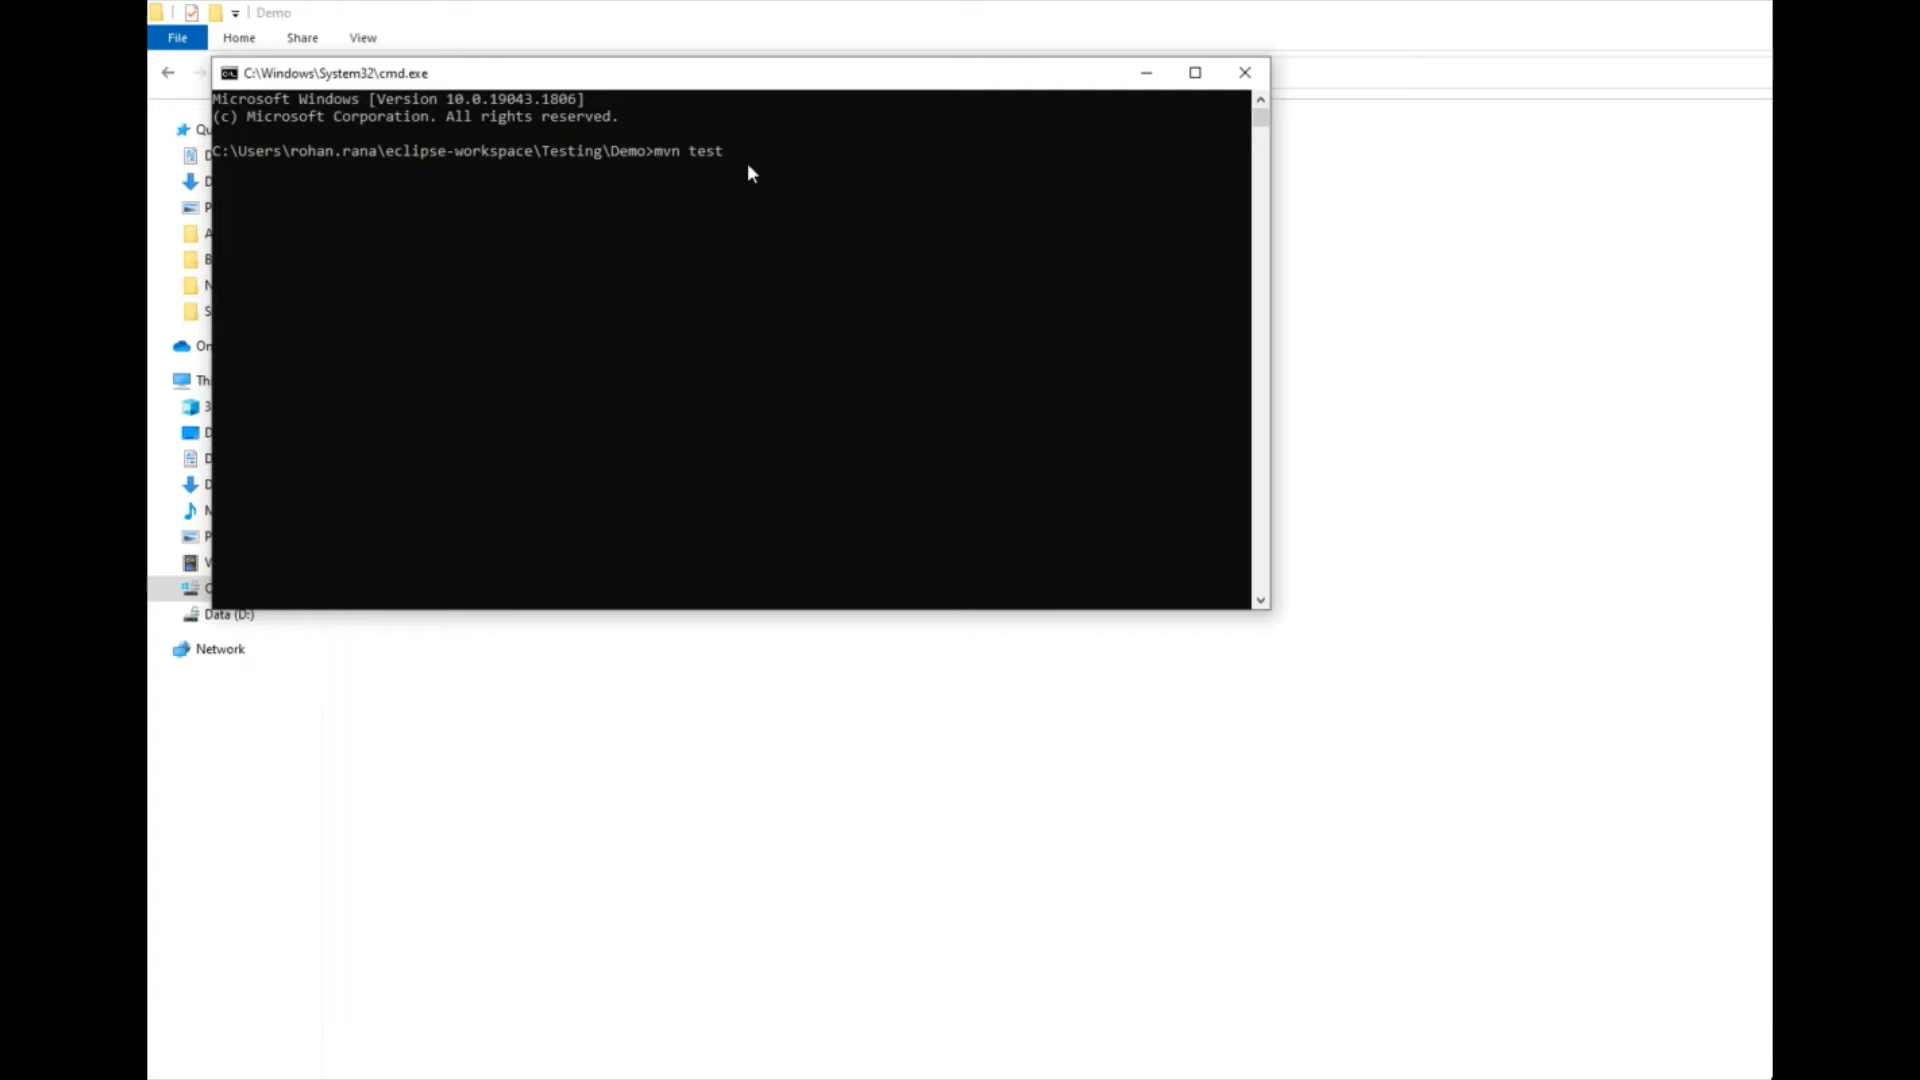 Demo
File Home Share View
C:\Windows\System32\cmd.exe
Microsoft Windows [Version 10.0.19043.1806]
(c) Microsoft Corporation. All rights reserved.
C:\Users\rohan.rana\eclipse-workspace\Testing\Demo>mvn test
Data (D:)
Network